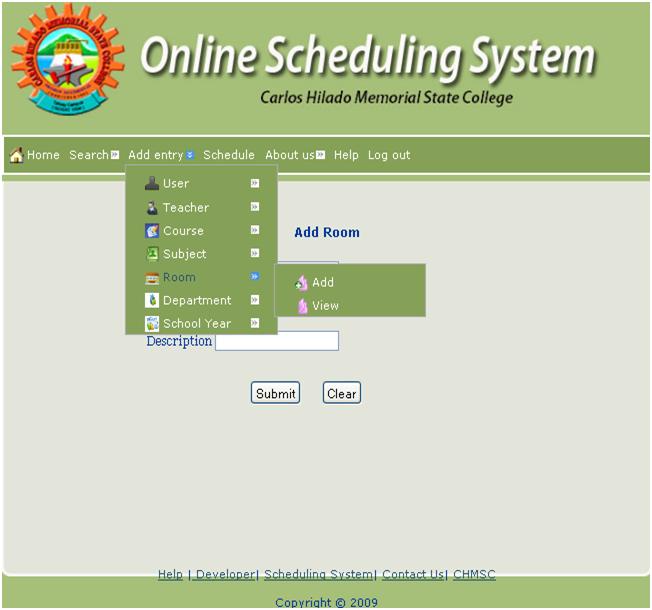 CARLOS HILADO MEMORIAL STATE COLLEGE
Online Scheduling System
Carlos Hilado Memorial State College
Home Search Add entry Schedule About us Help Log out
User
Teacher
Course
Subject
Room
Department
School Year
Add Room
Add
View
Description
Submit Clear
Help | Developer| Scheduling System| Contact Us| CHMSC
Copyright © 2009